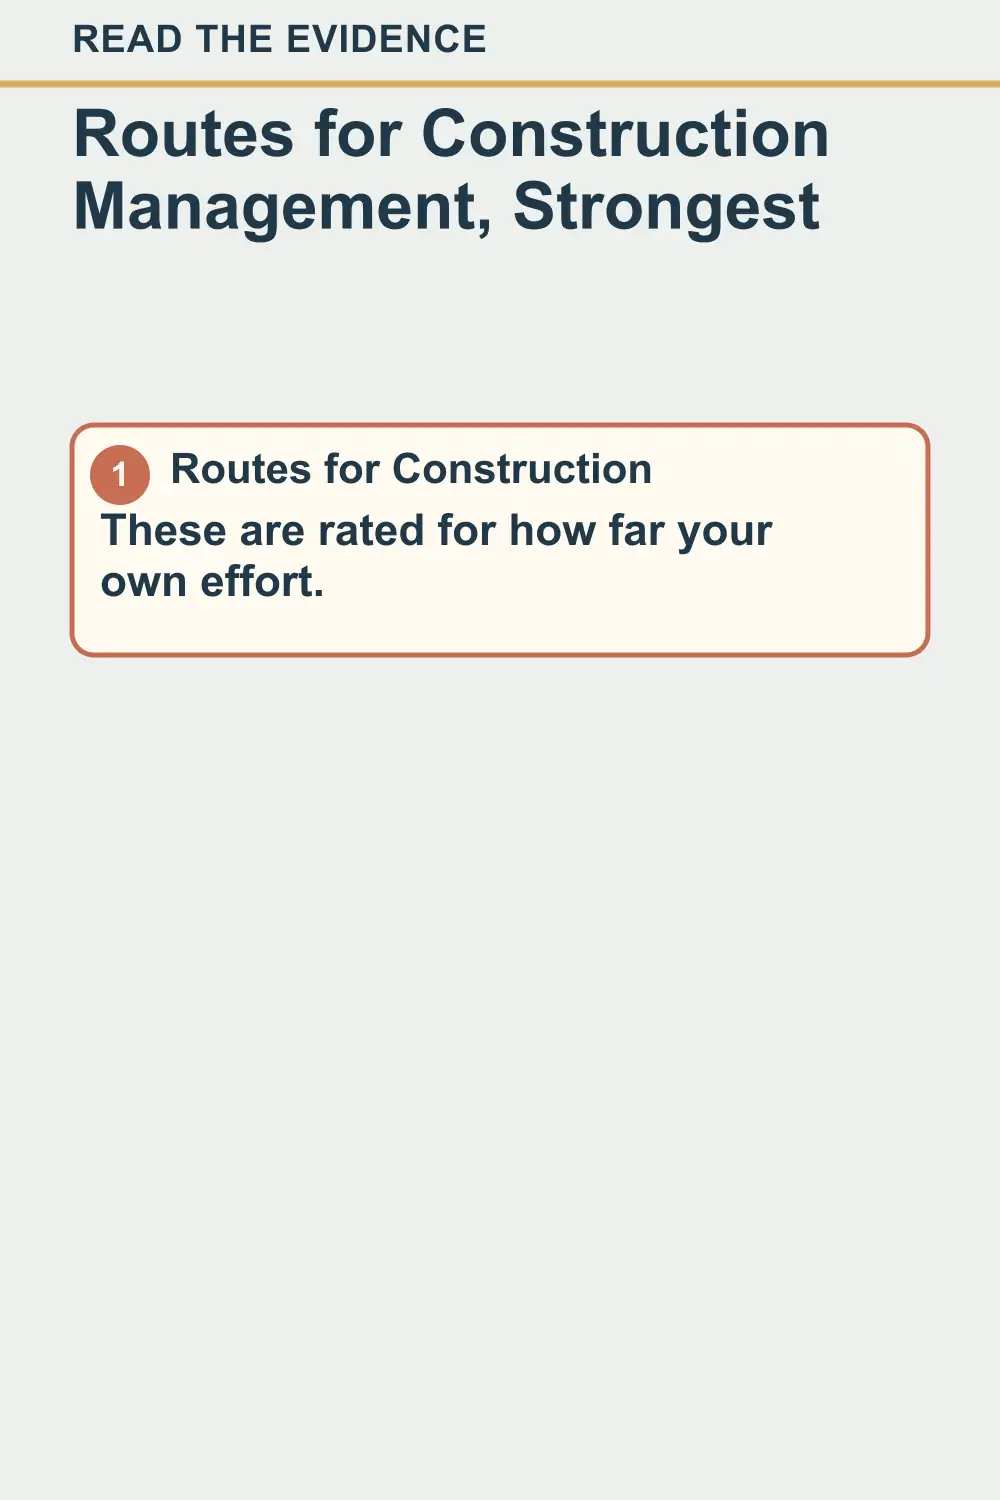 READ THE EVIDENCE
Routes for Construction
Management, Strongest
1 Routes for Construction
These are rated for how far your
own effort.